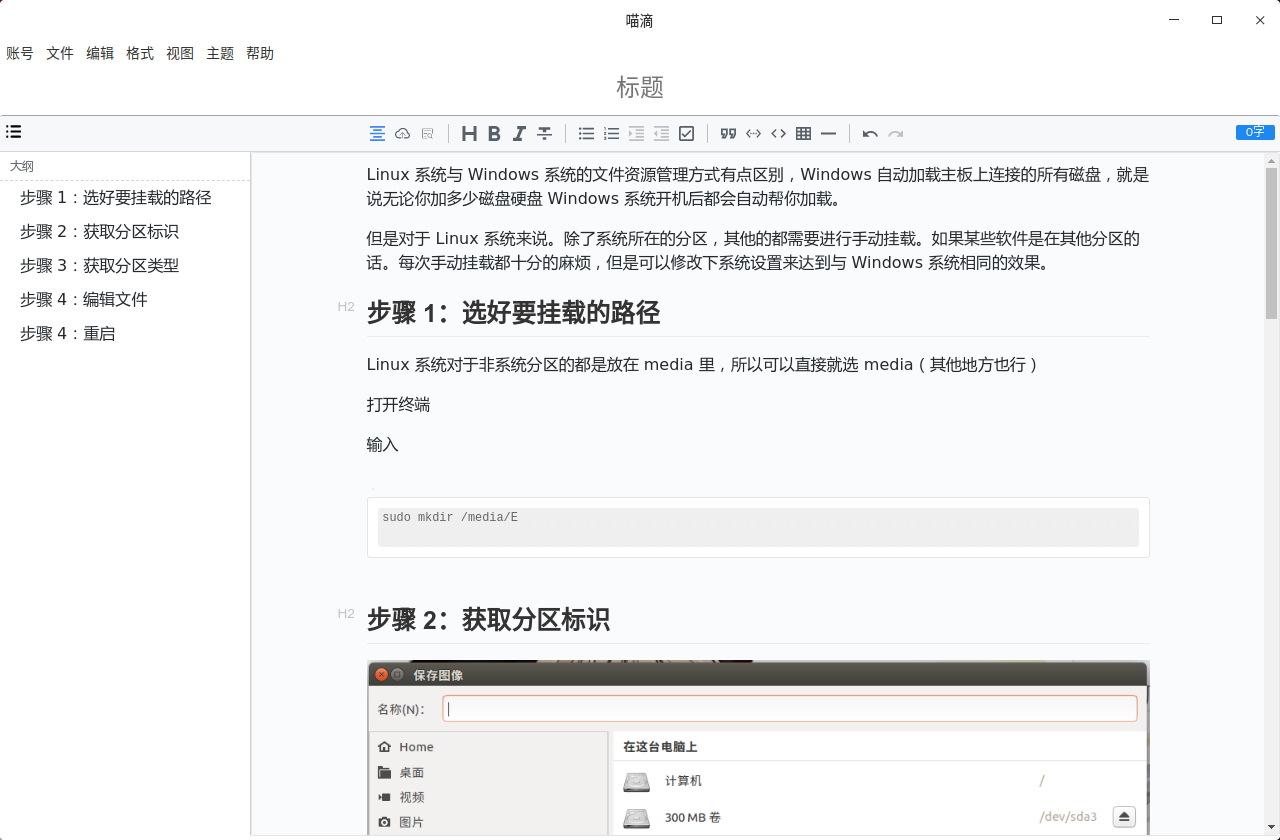 喵滴
账号 文件 编辑 格式 视图 主题 帮助
标题
0字
大纲
步骤 1：选好要挂载的路径
步骤 2：获取分区标识
步骤 3：获取分区类型
步骤 4：编辑文件
步骤 4：重启
Linux 系统与 Windows 系统的文件资源管理方式有点区别，Windows 自动加载主板上连接的所有磁盘，就是
说无论你加多少磁盘硬盘 Windows 系统开机后都会自动帮你加载。
但是对于 Linux 系统来说。除了系统所在的分区，其他的都需要进行手动挂载。如果某些软件是在其他分区的
话。每次手动挂载都十分的麻烦，但是可以修改下系统设置来达到与 Windows 系统相同的效果。
H2 步骤 1：选好要挂载的路径
Linux 系统对于非系统分区的都是放在 media 里，所以可以直接就选 media（其他地方也行）
打开终端
输入
sudo mkdir /media/E
H2 步骤 2：获取分区标识
保存图像
名称(N)：
Home
桌面
视频
图片
在这台电脑上
计算机 /
300 MB 卷 /dev/sda3